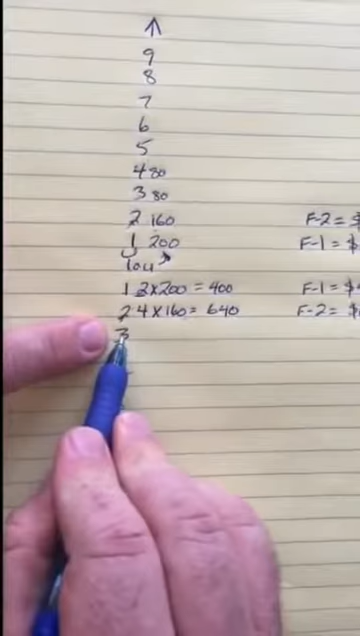 ↑
9
8
7
6
5
4 80
3 80
2 160 F-2 = $
1 200 F-1 = $
1 2x200 = 400 F-1 = $
2 4x160 = 640 F-2 = $
3